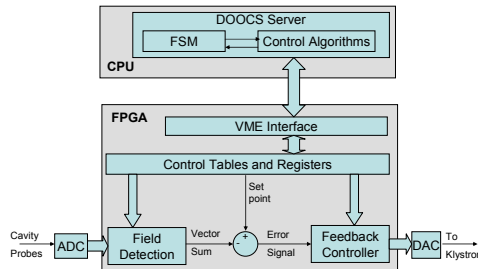 DOOCS Server
FSM
Control Algorithms
CPU
FPGA
VME Interface
Control Tables and Registers
Set
point
Cavity
Probes
ADC
Field
Detection
Vector
Sum
- +
Error
Signal
Feedback
Controller
DAC
To
Klystron